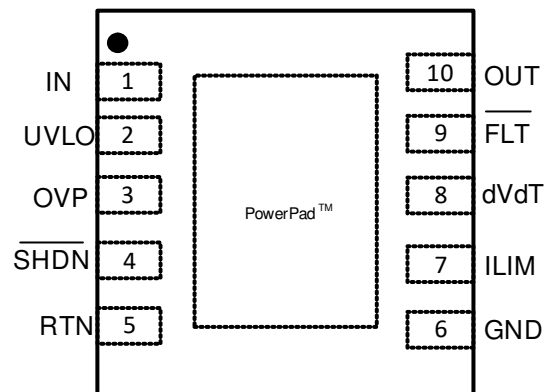 IN 1 10 OUT
UVLO 2 9 FLT
OVP 3 8 dVdT
PowerPad™
SHDN 4 7 ILIM
RTN 5 6 GND